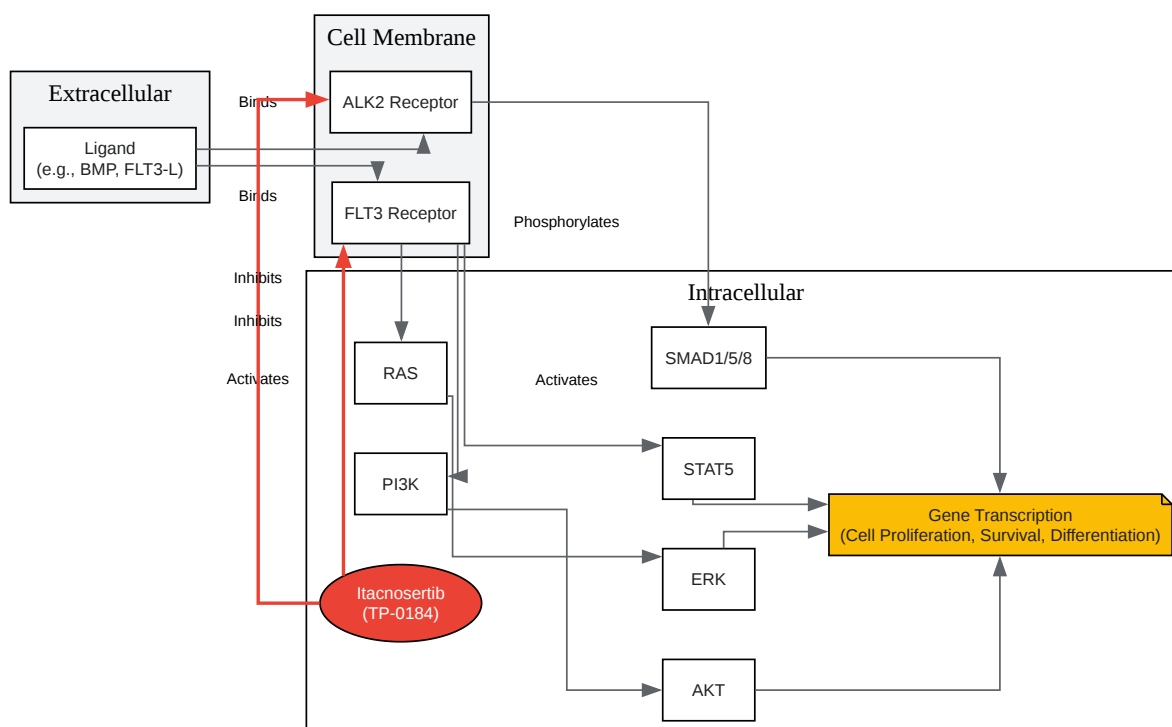 Cell Membrane
Extracellular
Binds
ALK2 Receptor
Ligand
(e.g., BMP, FLT3-L)
Binds
FLT3 Receptor
Phosphorylates
Inhibits
Intracellular
Inhibits
RAS
SMAD1/5/8
Activates
Activates
PI3K
STAT5
Gene Transcription
(Cell Proliferation, Survival, Differentiation)
Itacnosertib
(TP-0184)
ERK
AKT